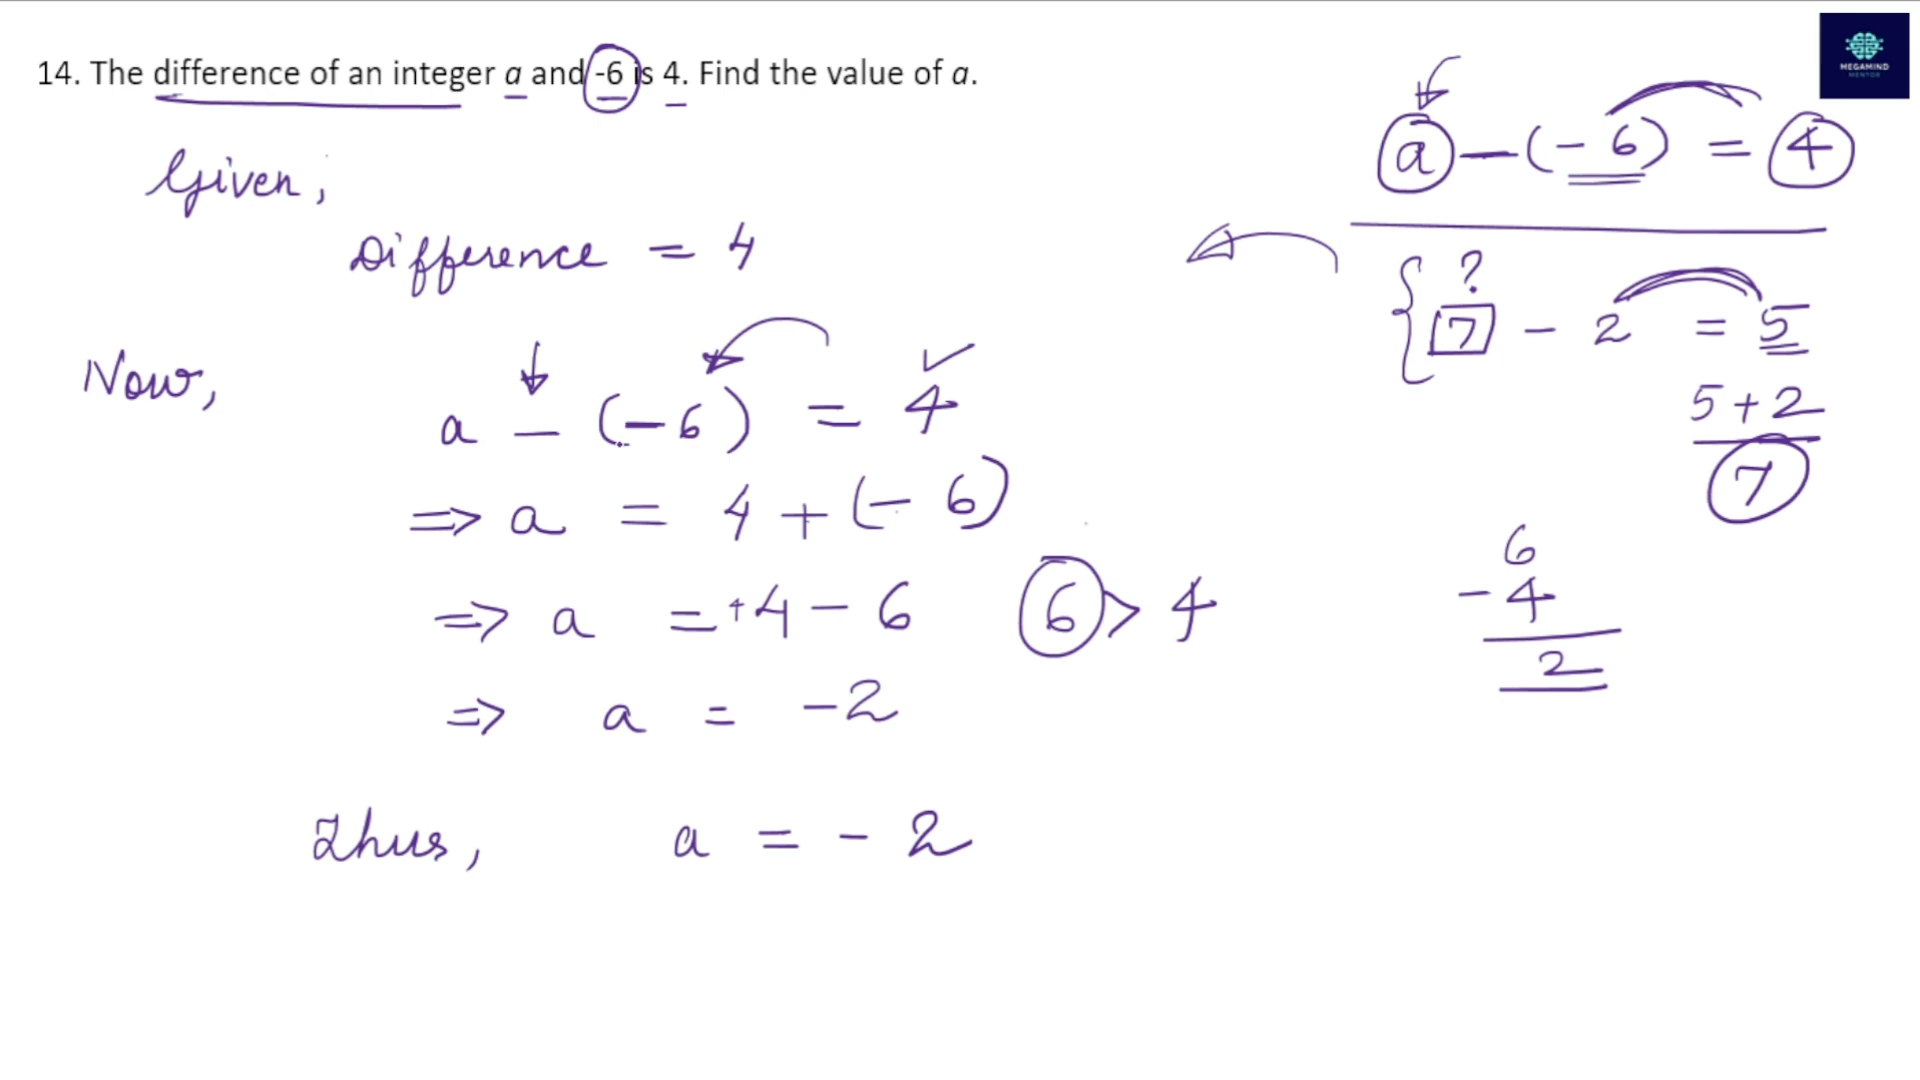 14. The difference of an integer a and -6 is 4. Find the value of a.
MEGAMIND
MENTOR
Given,
Difference = 4
Now,
a - (-6) = 4
=> a = 4 + (-6)
=> a = +4 - 6
=> a = -2
Thus, a = - 2
6 > 4
a - (-6) = 4
?
7 - 2 = 5
5 + 2
7
6
- 4
2